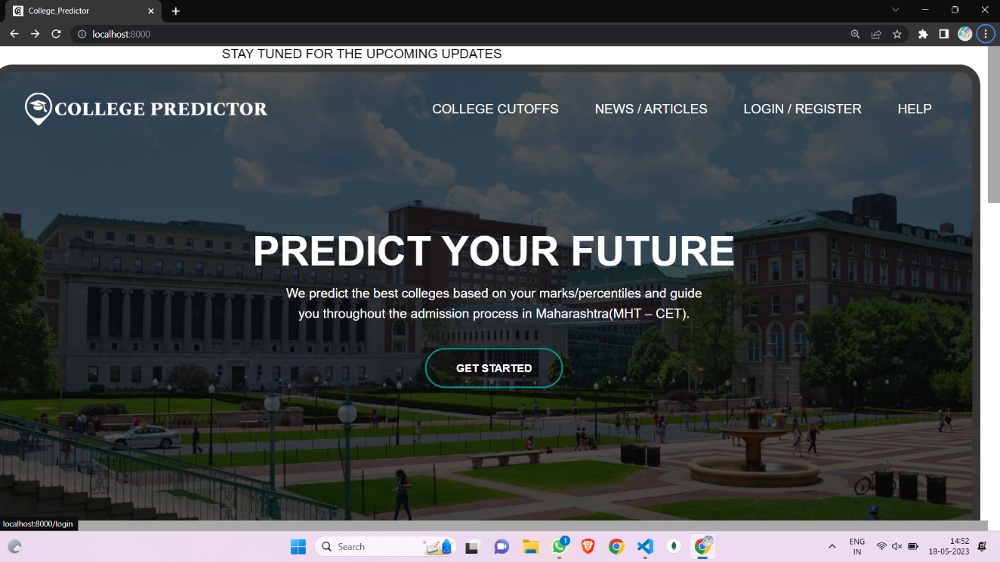 College_Predictor
localhost:8000
STAY TUNED FOR THE UPCOMING UPDATES
COLLEGE PREDICTOR
COLLEGE CUTOFFS
NEWS / ARTICLES
LOGIN / REGISTER
HELP
PREDICT YOUR FUTURE
We predict the best colleges based on your marks/percentiles and guide
you throughout the admission process in Maharashtra(MHT – CET).
GET STARTED
localhost:8000/login
Search
1
ENG
IN
14:52
18-05-2023